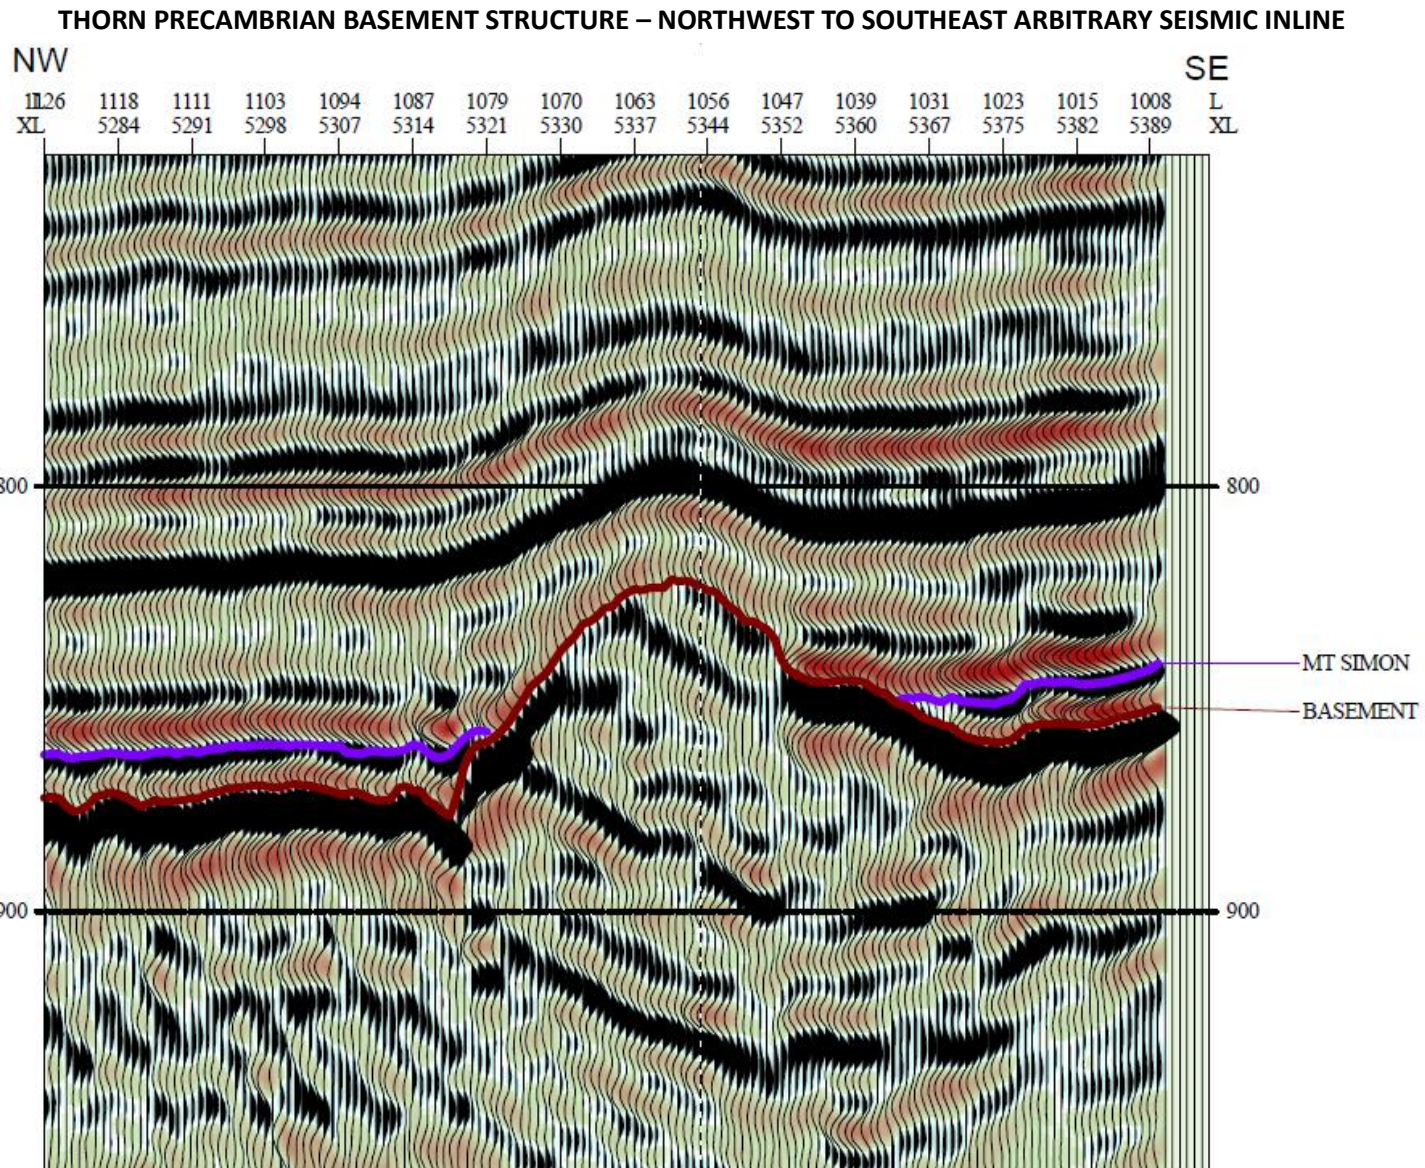 THORN PRECAMBRIAN BASEMENT STRUCTURE – NORTHWEST TO SOUTHEAST ARBITRARY SEISMIC INLINE
NW
SE
1126 1118 1111 1103 1094 1087 1079 1070 1063 1056 1047 1039 1031 1023 1015 1008 L
XL 5284 5291 5298 5307 5314 5321 5330 5337 5344 5352 5360 5367 5375 5382 5389 XL
800 800
MT SIMON
BASEMENT
900 900